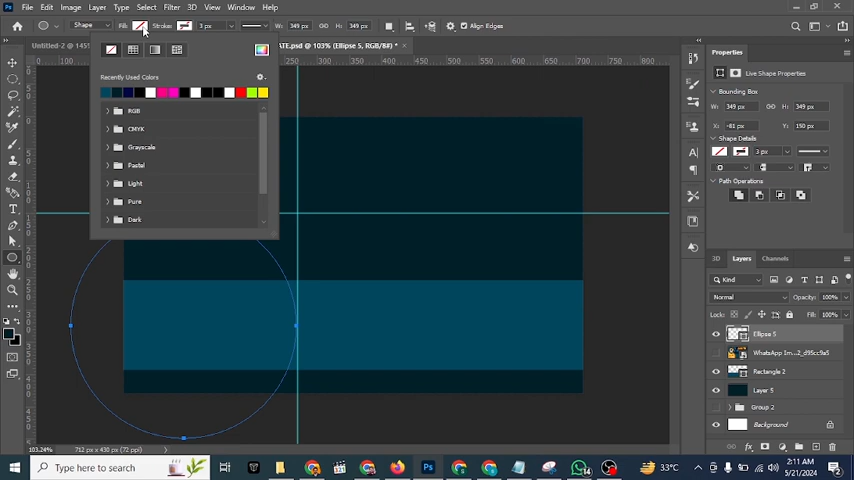 File Edit Image Layer Type Select Filter 3D View Window Help
Shape Fill: Stroke: 3 px W: 349 px H: 349 px Align Edges
Untitled-2 @ 145 ATE.psd @ 103% (Ellipse 5, RGB/8#) *
Recently Used Colors
RGB
CMYK
Grayscale
Pastel
Light
Pure
Dark
Properties
Live Shape Properties
Bounding Box
W: 349 px H: 349 px
X: -81 px Y: 150 px
Shape Details
3 px
Path Operations
3D Layers Channels
Kind
Normal Opacity: 100%
Lock: Fill: 100%
Ellipse 5
WhatsApp Im...2_d95cc9a5
Rectangle 2
Layer 5
Group 2
Background
103.24% 712 px x 430 px (72 ppi)
Type here to search
33°C
2:11 AM
5/21/2024